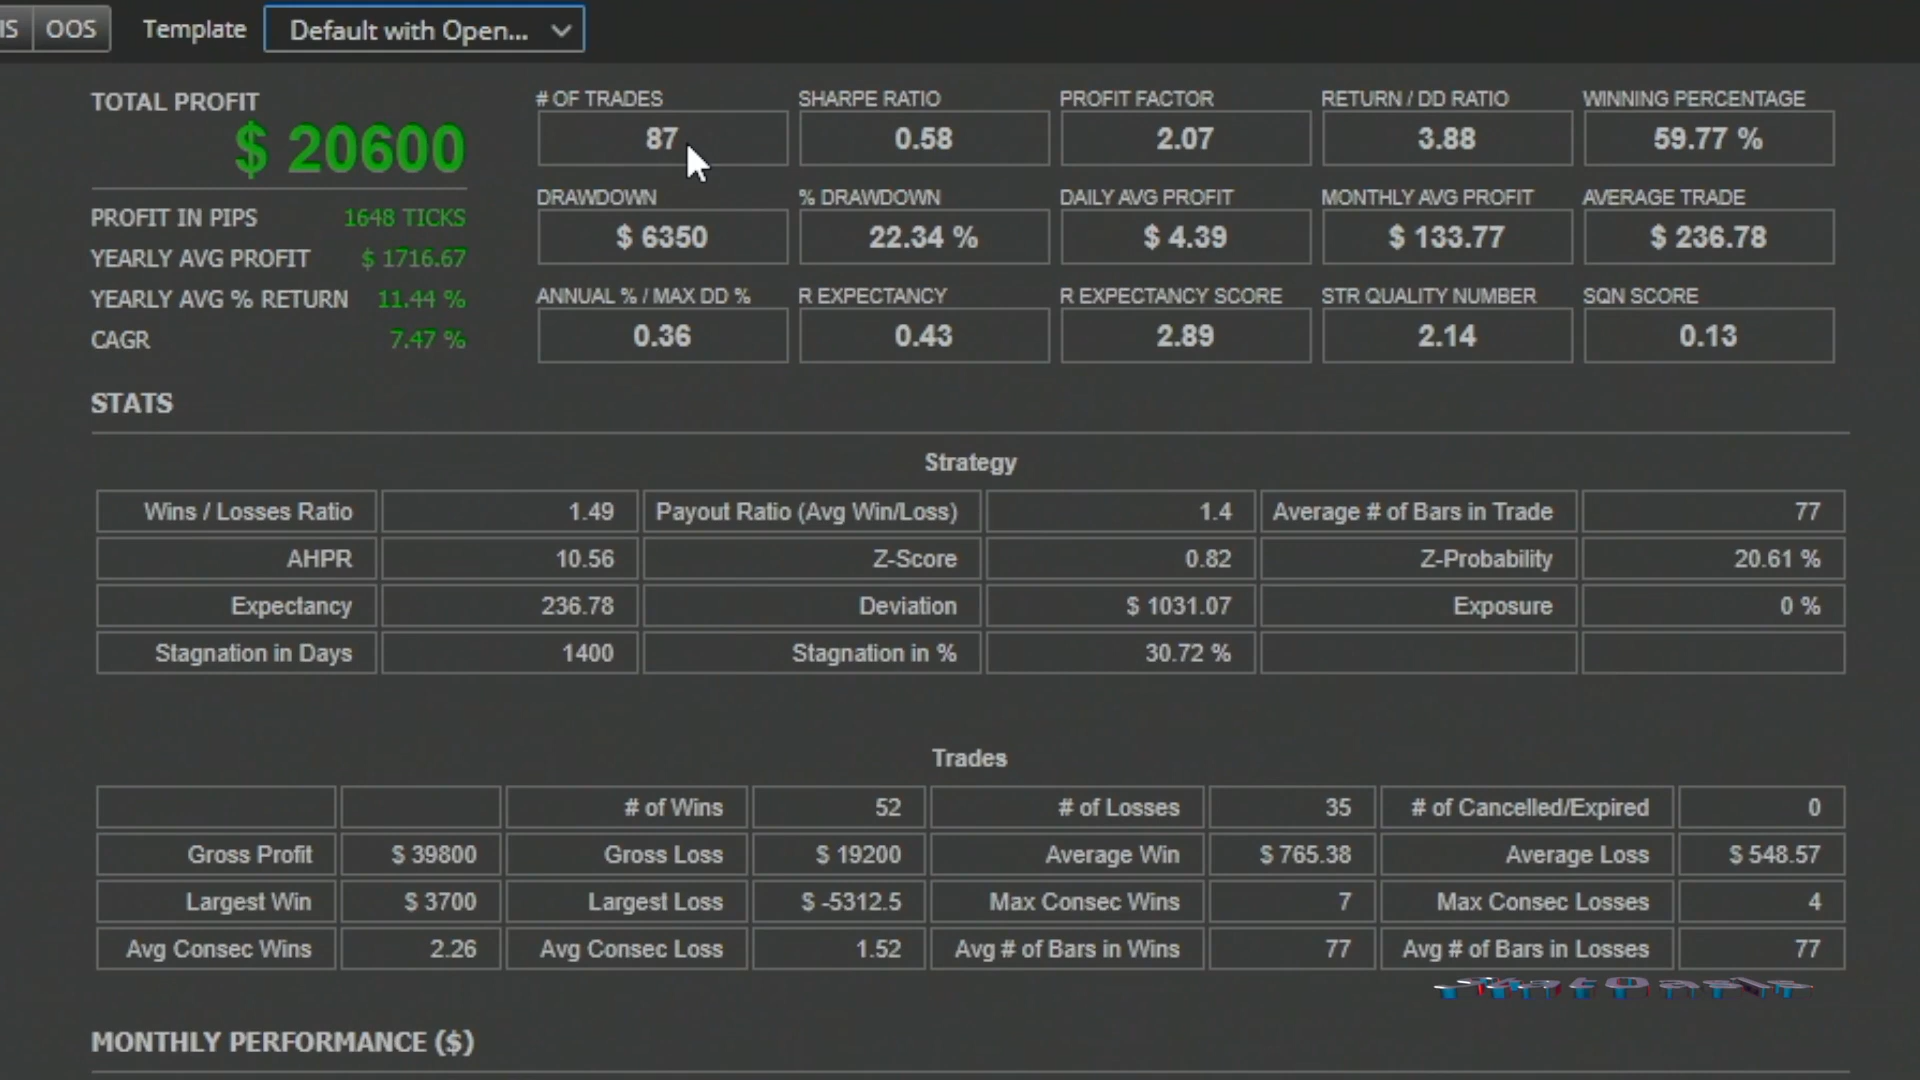 IS OOS Template Default with Open...
TOTAL PROFIT
$ 20600
PROFIT IN PIPS 1648 TICKS
YEARLY AVG PROFIT $ 1716.67
YEARLY AVG % RETURN 11.44 %
CAGR 7.47 %
# OF TRADES SHARPE RATIO PROFIT FACTOR RETURN / DD RATIO WINNING PERCENTAGE
87 0.58 2.07 3.88 59.77 %
DRAWDOWN % DRAWDOWN DAILY AVG PROFIT MONTHLY AVG PROFIT AVERAGE TRADE
$ 6350 22.34 % $ 4.39 $ 133.77 $ 236.78
ANNUAL % / MAX DD % R EXPECTANCY R EXPECTANCY SCORE STR QUALITY NUMBER SQN SCORE
0.36 0.43 2.89 2.14 0.13
STATS
Strategy
Wins / Losses Ratio 1.49 Payout Ratio (Avg Win/Loss) 1.4 Average # of Bars in Trade 77
AHPR 10.56 Z-Score 0.82 Z-Probability 20.61 %
Expectancy 236.78 Deviation $ 1031.07 Exposure 0 %
Stagnation in Days 1400 Stagnation in % 30.72 %
Trades
# of Wins 52 # of Losses 35 # of Cancelled/Expired 0
Gross Profit $ 39800 Gross Loss $ 19200 Average Win $ 765.38 Average Loss $ 548.57
Largest Win $ 3700 Largest Loss $ -5312.5 Max Consec Wins 7 Max Consec Losses 4
Avg Consec Wins 2.26 Avg Consec Loss 1.52 Avg # of Bars in Wins 77 Avg # of Bars in Losses 77
MONTHLY PERFORMANCE ($)